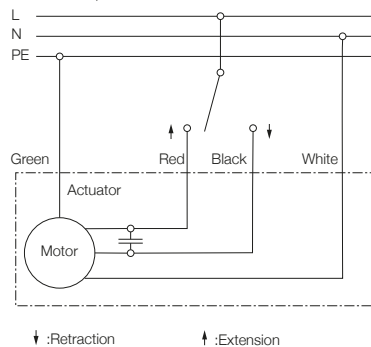 L
N
PE
Green Red Black White
Actuator
Motor
:Retraction :Extension